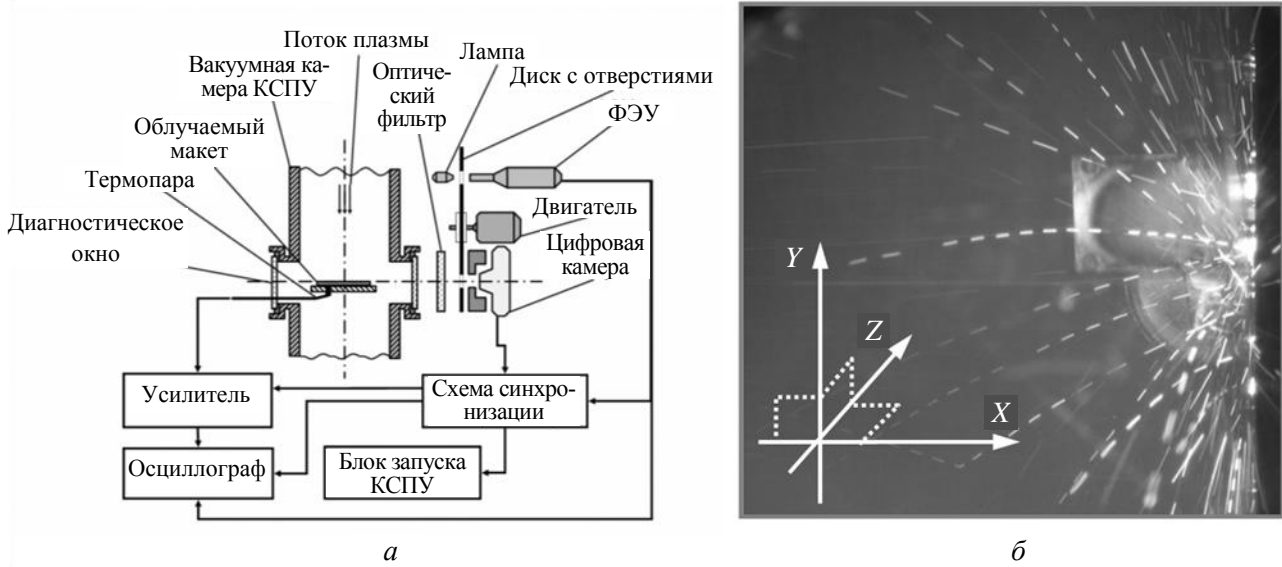 Поток плазмы
Вакуумная ка-
мера КСПУ
Лампа
Оптиче-
ский
фильтр
Диск с отверстиями
ФЭУ
Облучаемый
макет
Термопара
Диагностическое
окно
Двигатель
Цифровая
камера
Усилитель
Схема синхро-
низации
Осциллограф
Блок запуска
КСПУ
Y
Z
X
а
б